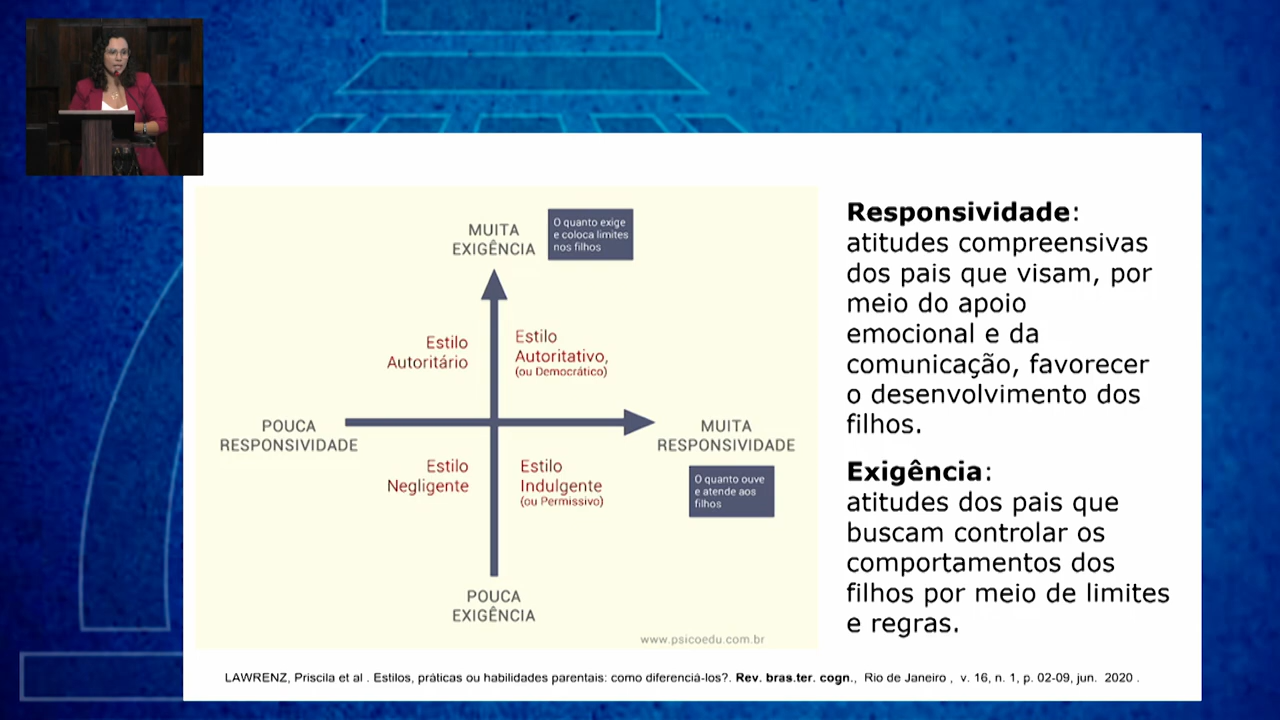 MUITA
EXIGÊNCIA
O quanto exige
e coloca limites
nos filhos
Estilo
Autoritário
Estilo
Autoritativo,
(ou Democrático)
POUCA
RESPONSIVIDADE
MUITA
RESPONSIVIDADE
Estilo
Negligente
Estilo
Indulgente
(ou Permissivo)
O quanto ouve
e atende aos
filhos
POUCA
EXIGÊNCIA
www.psicoedu.com.br
Responsividade:
atitudes compreensivas
dos pais que visam, por
meio do apoio
emocional e da
comunicação, favorecer
o desenvolvimento dos
filhos.
Exigência:
atitudes dos pais que
buscam controlar os
comportamentos dos
filhos por meio de limites
e regras.
LAWRENZ, Priscila et al . Estilos, práticas ou habilidades parentais: como diferenciá-los?. Rev. bras.ter. cogn., Rio de Janeiro , v. 16, n. 1, p. 02-09, jun. 2020 .